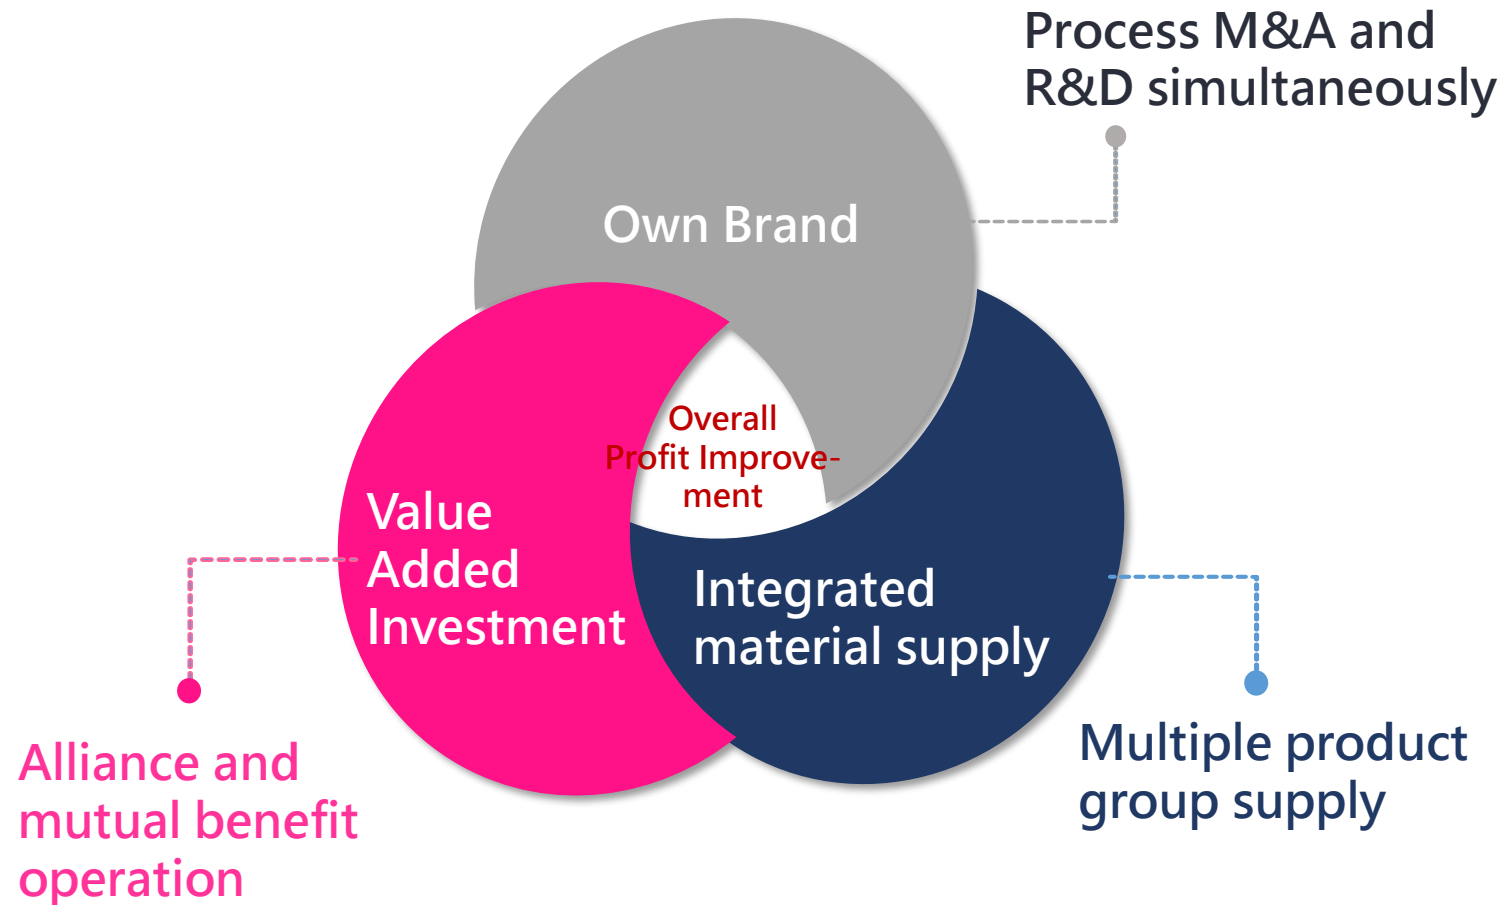 Process M&A and
R&D simultaneously
Own Brand
Overall
Profit Improve-
ment
Value
Added
Investment
Integrated
material supply
Alliance and
mutual benefit
operation
Multiple product
group supply